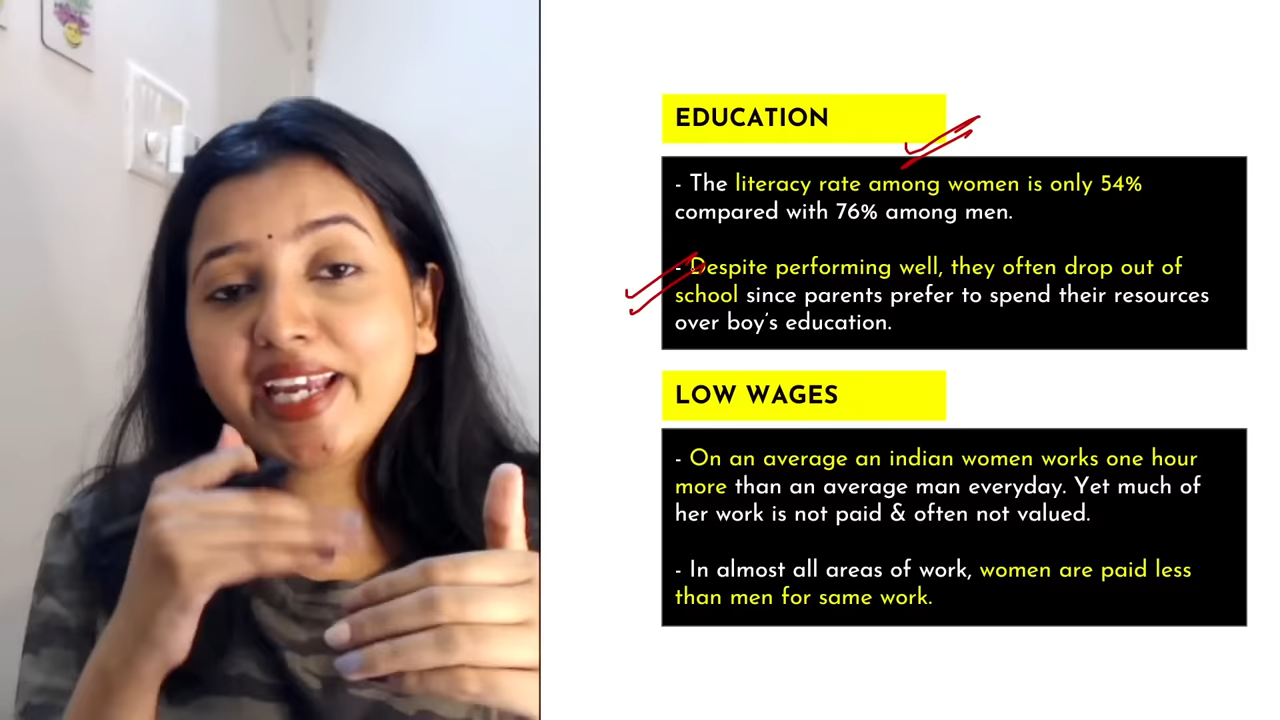 EDUCATION
- The literacy rate among women is only 54%
compared with 76% among men.
- Despite performing well, they often drop out of
school since parents prefer to spend their resources
over boy's education.
LOW WAGES
- On an average an indian women works one hour
more than an average man everyday. Yet much of
her work is not paid & often not valued.
- In almost all areas of work, women are paid less
than men for same work.